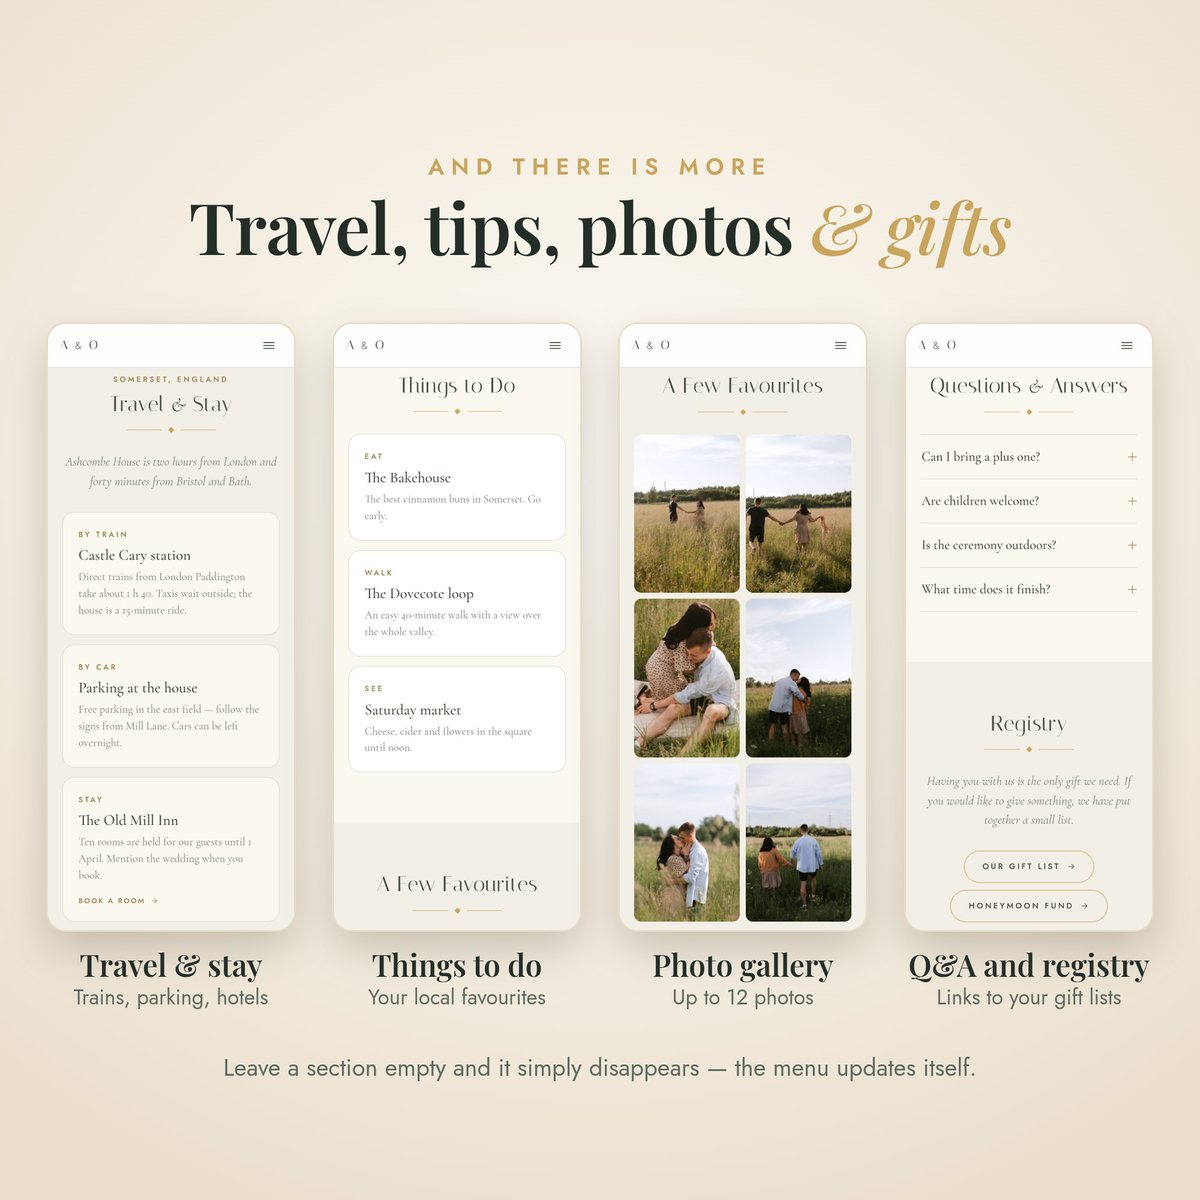 AND THERE IS MORE
Travel, tips, photos & gifts
A & O
SOMERSET, ENGLAND
Travel & Stay
Ashcombe House is two hours from London and
forty minutes from Bristol and Bath.
BY TRAIN
Castle Cary station
Direct trains from London Paddington
take about 1 h 40. Taxis wait outside; the
house is a 15-minute ride.
BY CAR
Parking at the house
Free parking in the east field — follow the
signs from Mill Lane. Cars can be left
overnight.
STAY
The Old Mill Inn
Ten rooms are held for our guests until 1
April. Mention the wedding when you
book.
BOOK A ROOM →
Travel & stay
Trains, parking, hotels
A & O
Things to Do
EAT
The Bakehouse
The best cinnamon buns in Somerset. Go
early.
WALK
The Dovecote loop
An easy 40-minute walk with a view over
the whole valley.
SEE
Saturday market
Cheese, cider and flowers in the square
until noon.
A Few Favourites
Things to do
Your local favourites
A & O
A Few Favourites
Photo gallery
Up to 12 photos
A & O
Questions & Answers
Can I bring a plus one? +
Are children welcome? +
Is the ceremony outdoors? +
What time does it finish? +
Registry
Having you with us is the only gift we need. If
you would like to give something, we have put
together a small list.
OUR GIFT LIST →
HONEYMOON FUND →
Q&A and registry
Links to your gift lists
Leave a section empty and it simply disappears — the menu updates itself.